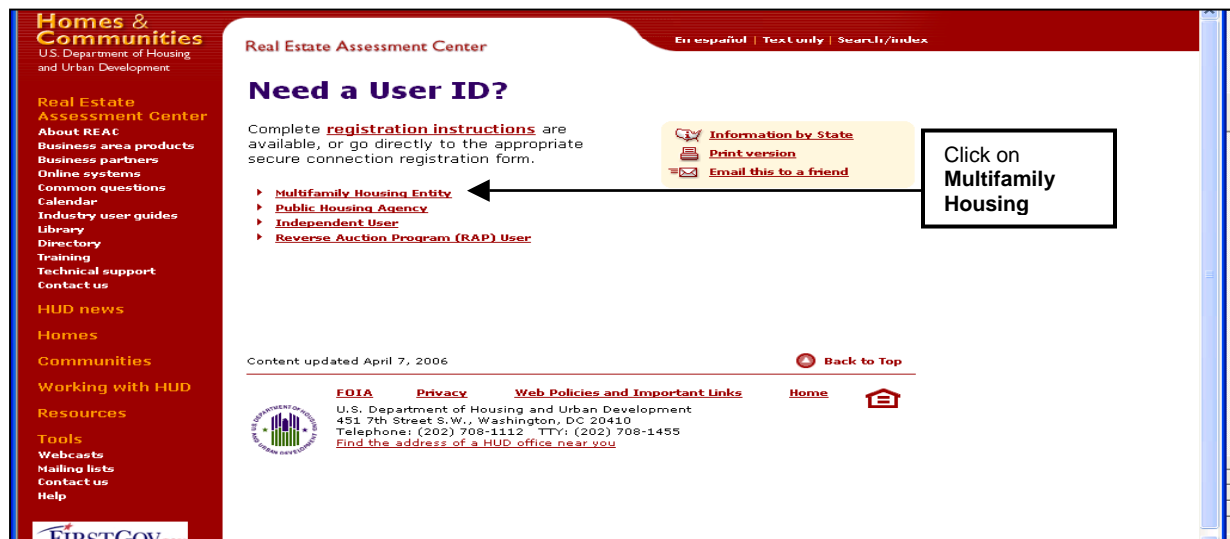 Homes &
Communities
U.S. Department of Housing
and Urban Development
Real Estate
Assessment Center
About REAC
Business area products
Business partners
Online systems
Common questions
Calendar
Industry user guides
Library
Directory
Training
Technical support
Contact us
HUD news
Homes
Communities
Working with HUD
Resources
Tools
Webcasts
Mailing lists
Contact us
Help
FIRSTGOV
Real Estate Assessment Center
En español | Text only | Search/index
Need a User ID?
Complete registration instructions are
available, or go directly to the appropriate
secure connection registration form.
Multifamily Housing Entity
Public Housing Agency
Independent User
Reverse Auction Program (RAP) User
Information by State
Print version
Email this to a friend
Click on
Multifamily
Housing
Content updated April 7, 2006
Back to Top
FOIA Privacy Web Policies and Important Links Home
U.S. Department of Housing and Urban Development
451 7th Street S.W., Washington, DC 20410
Telephone: (202) 708-1112 TTY: (202) 708-1455
Find the address of a HUD office near you